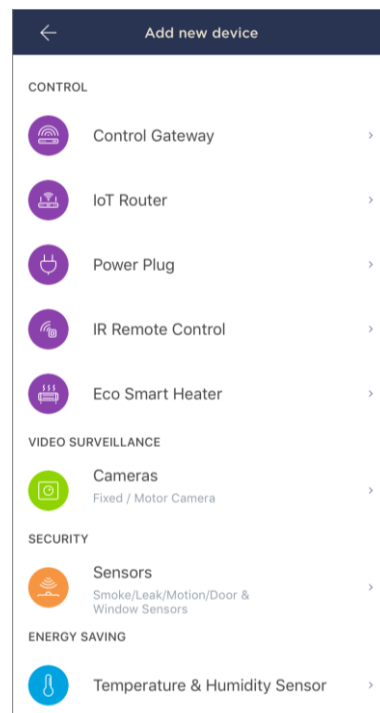 Add new device
CONTROL
Control Gateway
IoT Router
Power Plug
IR Remote Control
Eco Smart Heater
VIDEO SURVEILLANCE
Cameras
Fixed / Motor Camera
SECURITY
Sensors
Smoke/Leak/Motion/Door &
Window Sensors
ENERGY SAVING
Temperature & Humidity Sensor